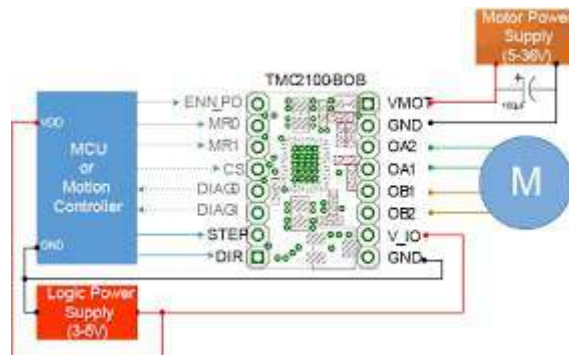 Motor Power
Supply
(5-36V)
TMC2100-BOB
ENN_PD
VMOT
100µF
VDD
MR0
GND
MCU
or
Motion
Controller
MR1
OA2
CS
OA1
M
DIAG0
OB1
DIAG1
OB2
STEP
V_IO
GND
DIR
GND
Logic Power
Supply
(3-5V)